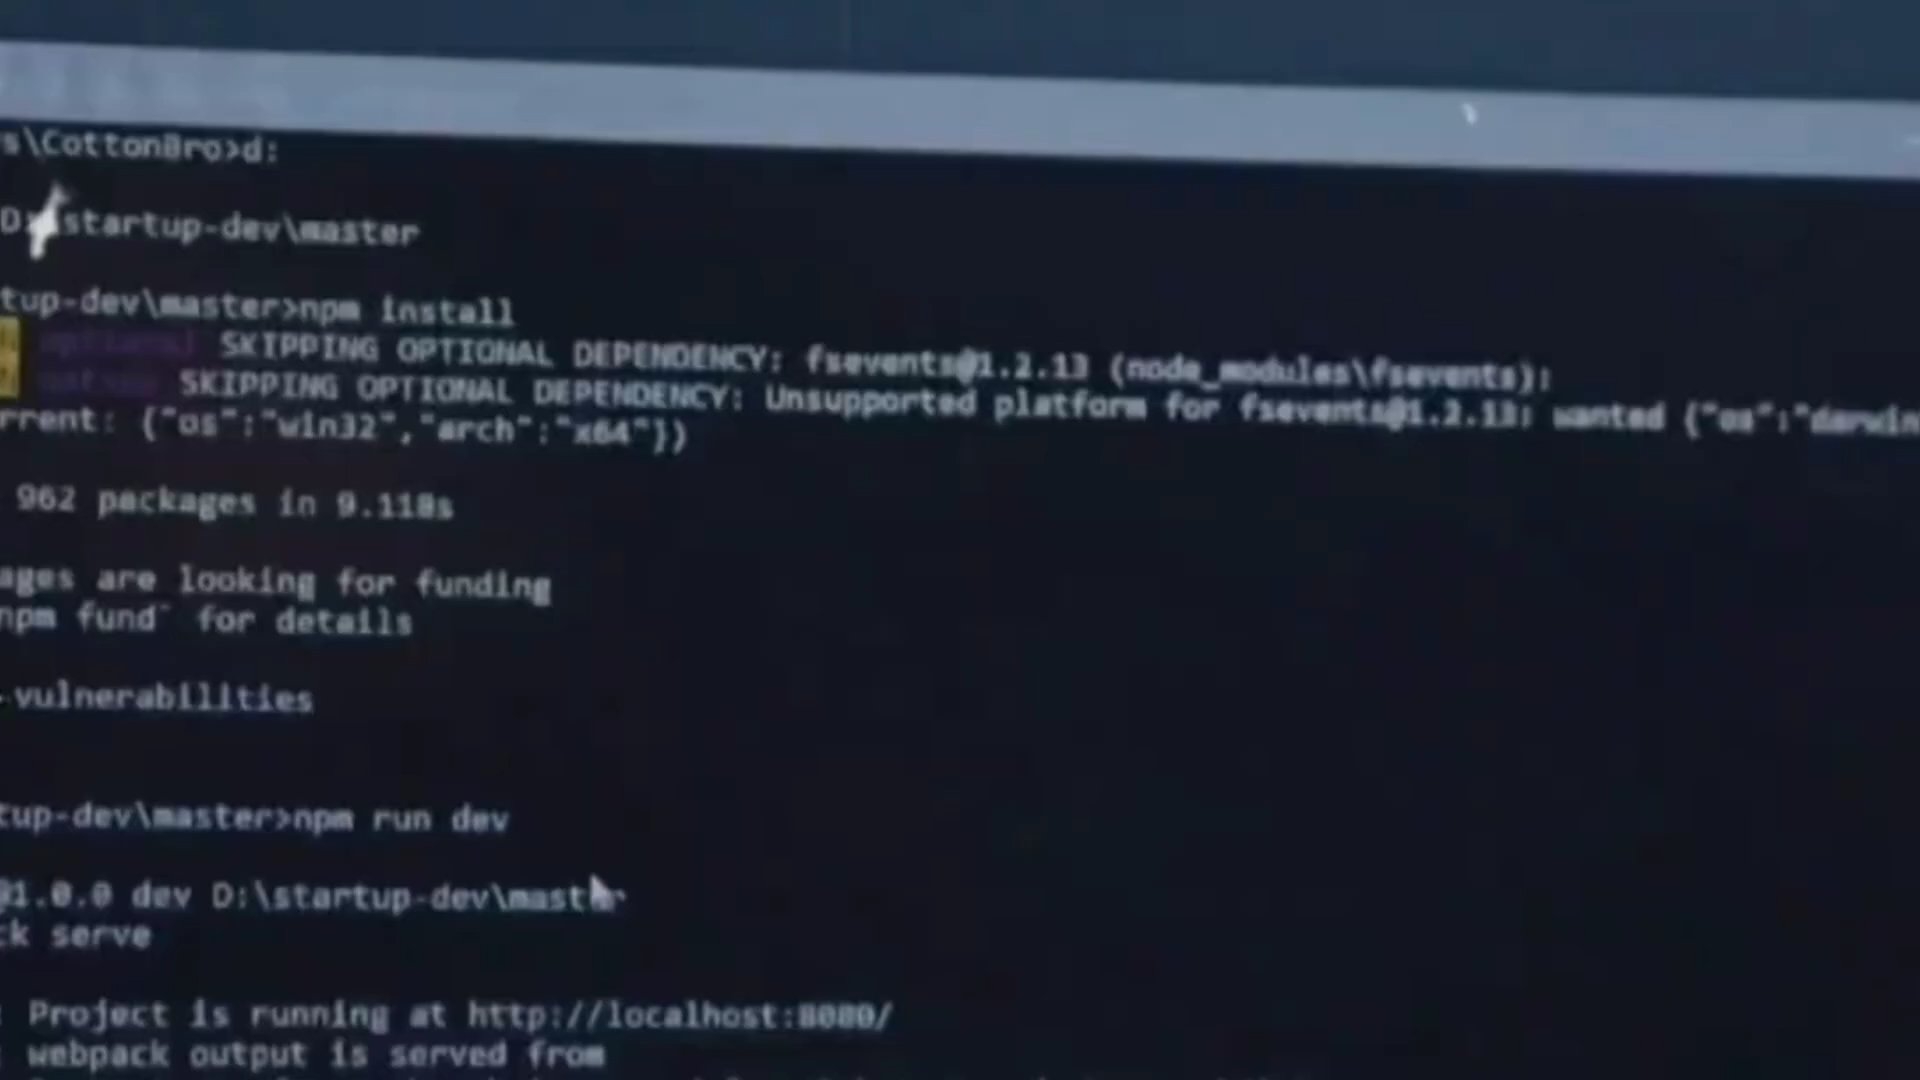 s\CottonBro>d:
D:\startup-dev\master
tup-dev\master>npm install
optional SKIPPING OPTIONAL DEPENDENCY: fsevents@1.2.13 (node_modules\fsevents):
notsup SKIPPING OPTIONAL DEPENDENCY: Unsupported platform for fsevents@1.2.13: wanted {"os":"darwin
rrent: {"os":"win32","arch":"x64"})
962 packages in 9.118s
ages are looking for funding
npm fund` for details
vulnerabilities
tup-dev\master>npm run dev
@1.0.0 dev D:\startup-dev\master
ck serve
: Project is running at http://localhost:8080/
: webpack output is served from